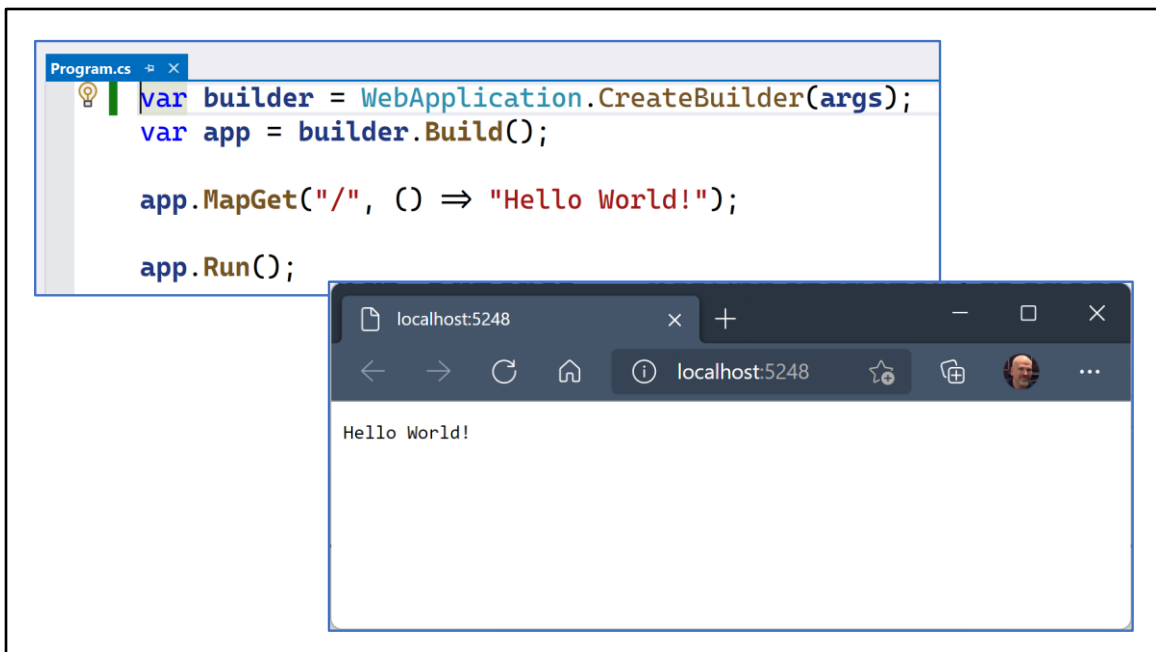 Program.cs
var builder = WebApplication.CreateBuilder(args);
var app = builder.Build();
app.MapGet("/", () ⇒ "Hello World!");
app.Run();
localhost:5248
localhost:5248
Hello World!